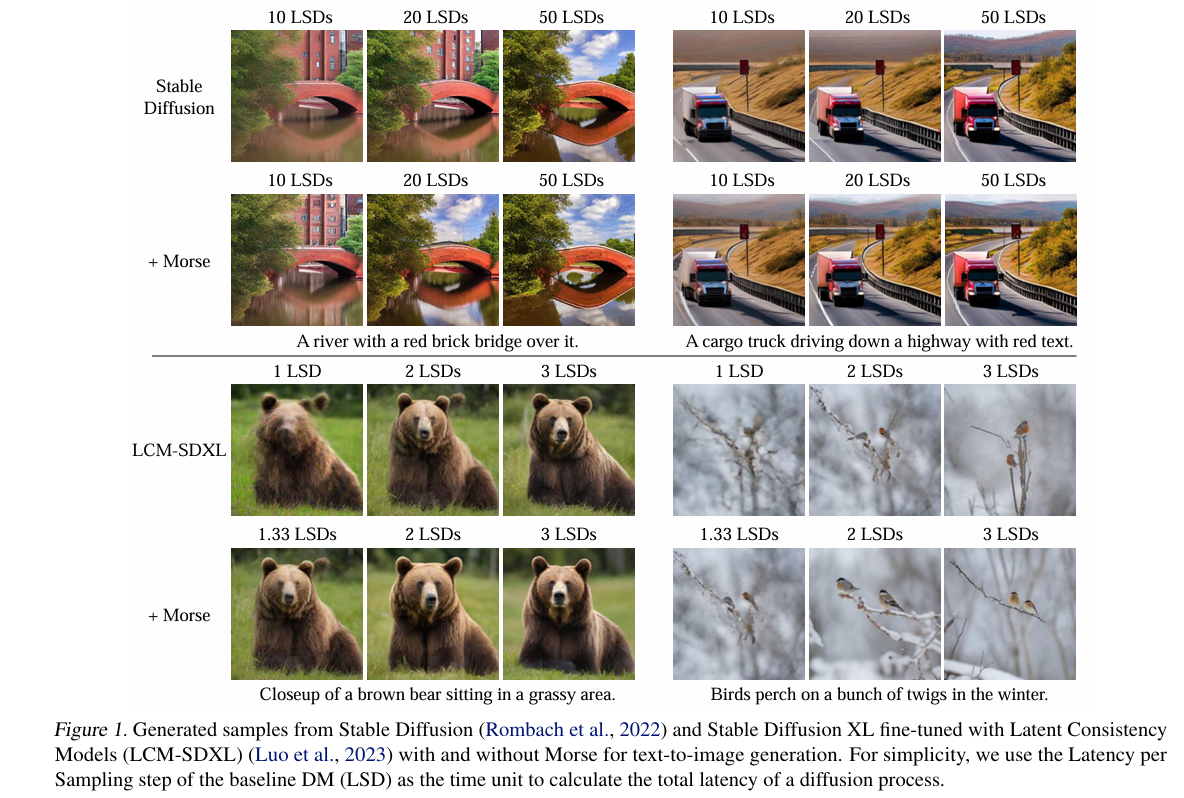 10 LSDs 20 LSDs 50 LSDs 10 LSDs 20 LSDs 50 LSDs
Stable
Diffusion
10 LSDs 20 LSDs 50 LSDs 10 LSDs 20 LSDs 50 LSDs
+ Morse
A river with a red brick bridge over it. A cargo truck driving down a highway with red text.
1 LSD 2 LSDs 3 LSDs 1 LSD 2 LSDs 3 LSDs
LCM-SDXL
1.33 LSDs 2 LSDs 3 LSDs 1.33 LSDs 2 LSDs 3 LSDs
+ Morse
Closeup of a brown bear sitting in a grassy area. Birds perch on a bunch of twigs in the winter.
Figure 1. Generated samples from Stable Diffusion (Rombach et al., 2022) and Stable Diffusion XL fine-tuned with Latent Consistency
Models (LCM-SDXL) (Luo et al., 2023) with and without Morse for text-to-image generation. For simplicity, we use the Latency per
Sampling step of the baseline DM (LSD) as the time unit to calculate the total latency of a diffusion process.